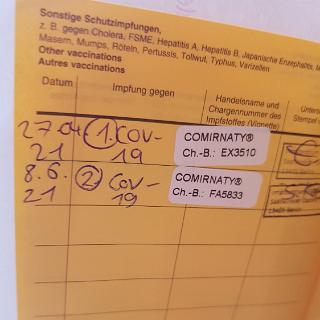 Sonstige Schutzimpfungen,
z. B. gegen Cholera, FSME, Hepatitis A, Hepatitis B, Japanische Enzephalitis,
Masern, Mumps, Röteln, Pertussis, Tollwut, Typhus, Varizellen
Other vaccinations
Autres vaccinations
Datum Impfung gegen Handelsname und
Chargennummer des
Impfstoffes (Vignette)
Stempel
27.04 1. COV-
21 19
COMIRNATY®
Ch.-B.: EX3510
8.6. 2 COV-
21 19
COMIRNATY®
Ch.-B.: FA5833